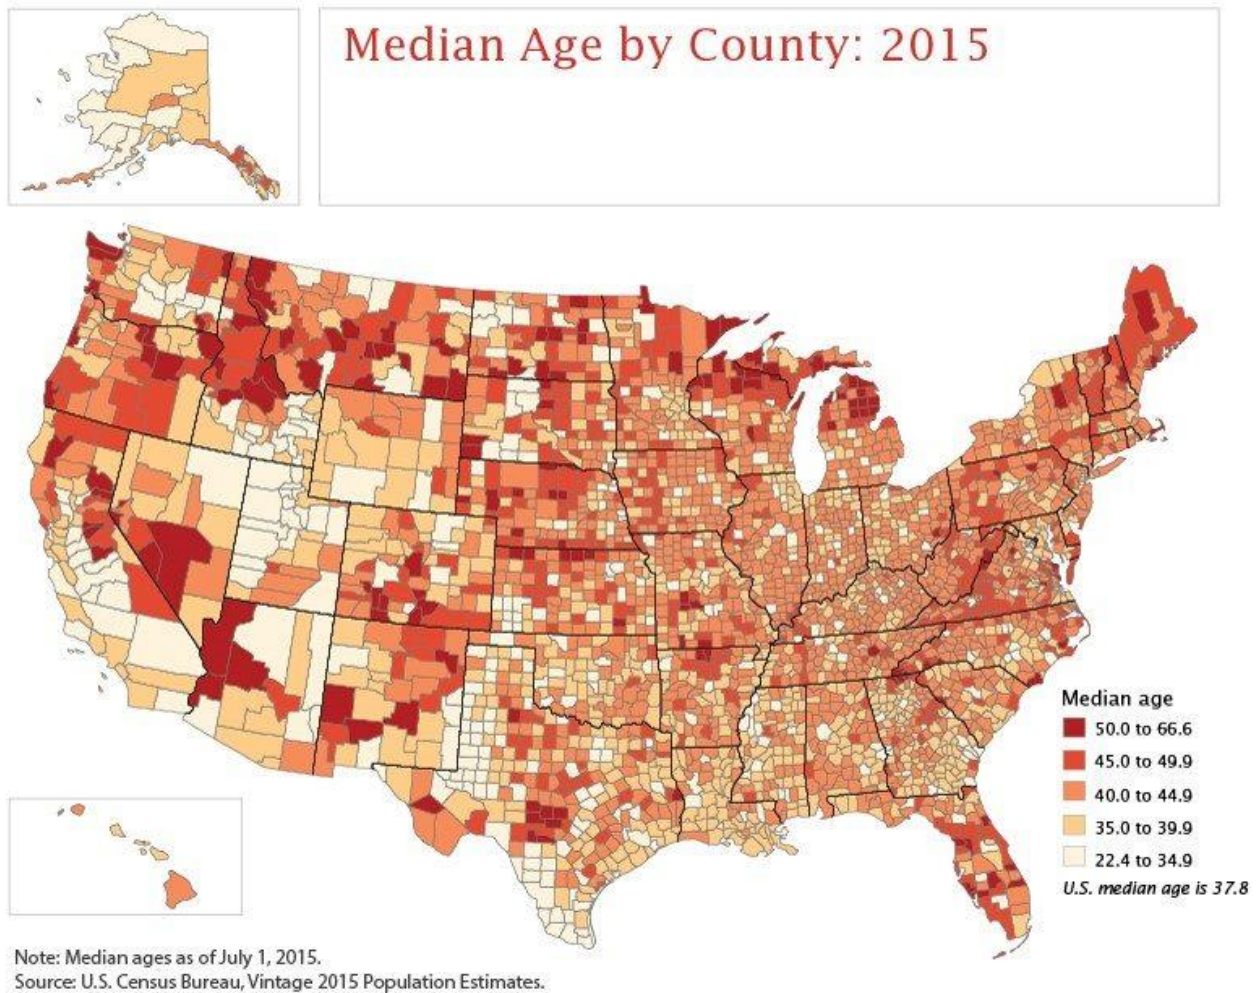 Median Age by County: 2015
Median age
50.0 to 66.6
45.0 to 49.9
40.0 to 44.9
35.0 to 39.9
22.4 to 34.9
U.S. median age is 37.8
Note: Median ages as of July 1, 2015.
Source: U.S. Census Bureau, Vintage 2015 Population Estimates.